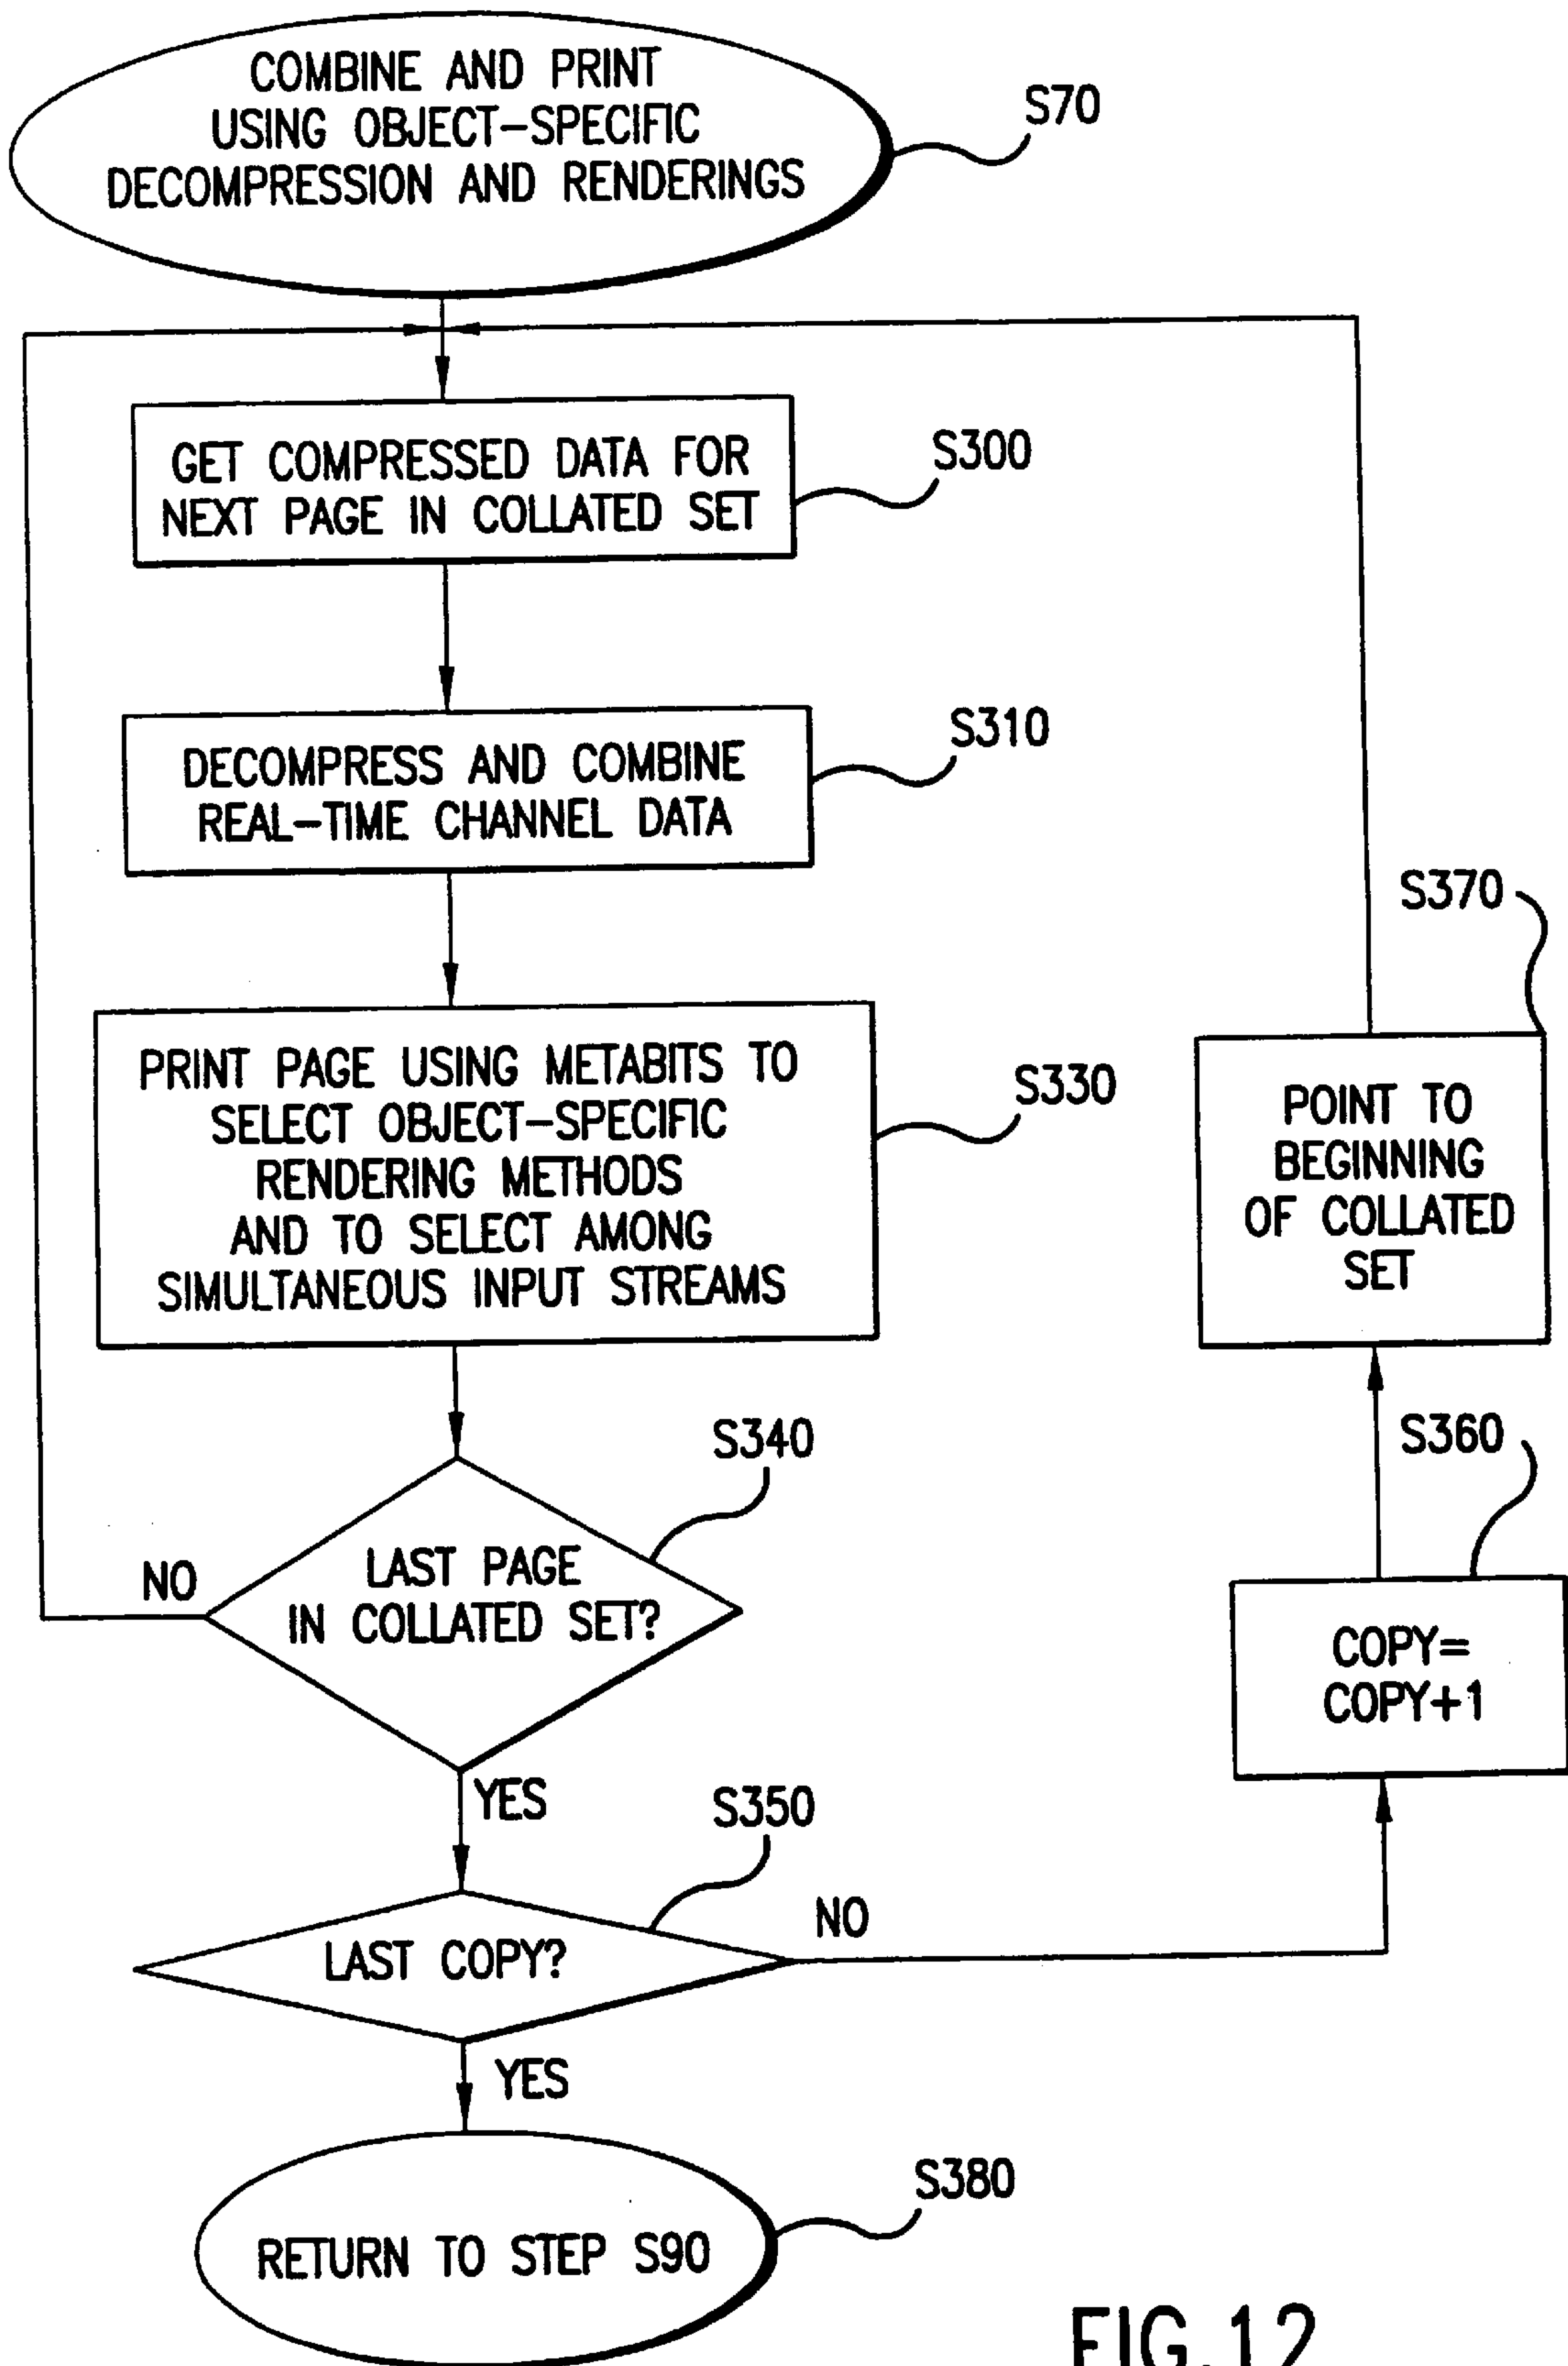 COMBINE AND PRINT
USING OBJECT-SPECIFIC
DECOMPRESSION AND RENDERINGS
S70
GET COMPRESSED DATA FOR
NEXT PAGE IN COLLATED SET
S300
DECOMPRESS AND COMBINE
REAL-TIME CHANNEL DATA
S310
PRINT PAGE USING METABITS TO
SELECT OBJECT-SPECIFIC
RENDERING METHODS
AND TO SELECT AMONG
SIMULTANEOUS INPUT STREAMS
S330
LAST PAGE
IN COLLATED SET?
S340
NO
YES
LAST COPY?
S350
NO
YES
COPY=
COPY+1
S360
POINT TO
BEGINNING
OF COLLATED
SET
S370
RETURN TO STEP S90
S380
FIG.12